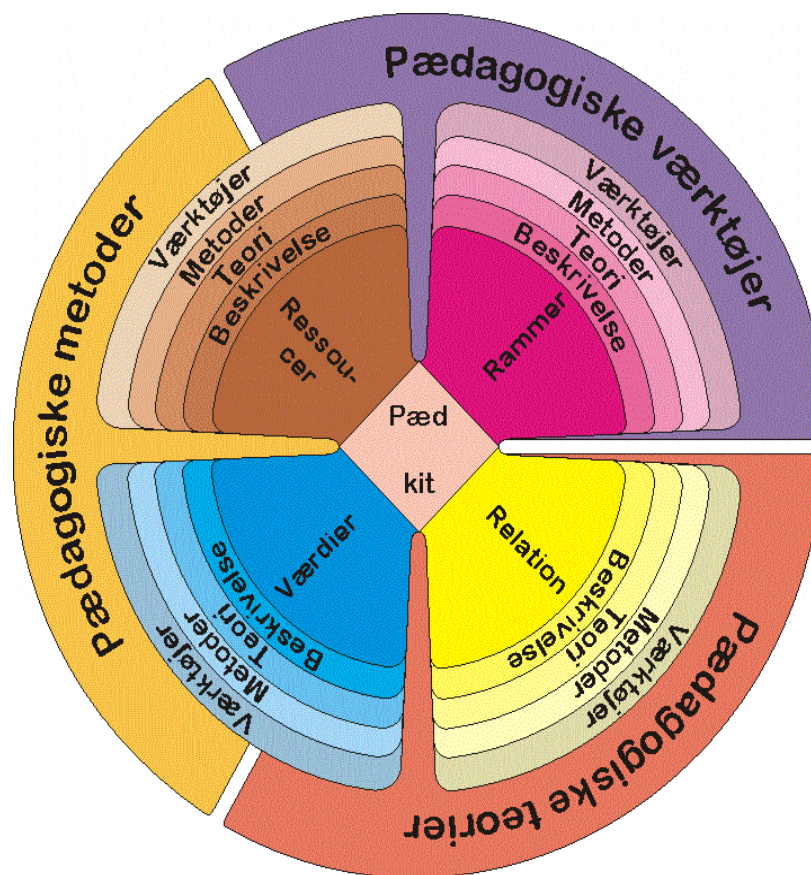 Pædagogiske værktøjer
Pædagogiske metoder
Pædagogiske teorier
Værktøjer
Metoder
Teori
Beskrivelse
Ressou-
cer
Værktøjer
Metoder
Teori
Beskrivelse
Rammer
Pæd
kit
Værdier
Beskrivelse
Teori
Metoder
Værktøjer
Relation
Beskrivelse
Teori
Metoder
Værktøjer